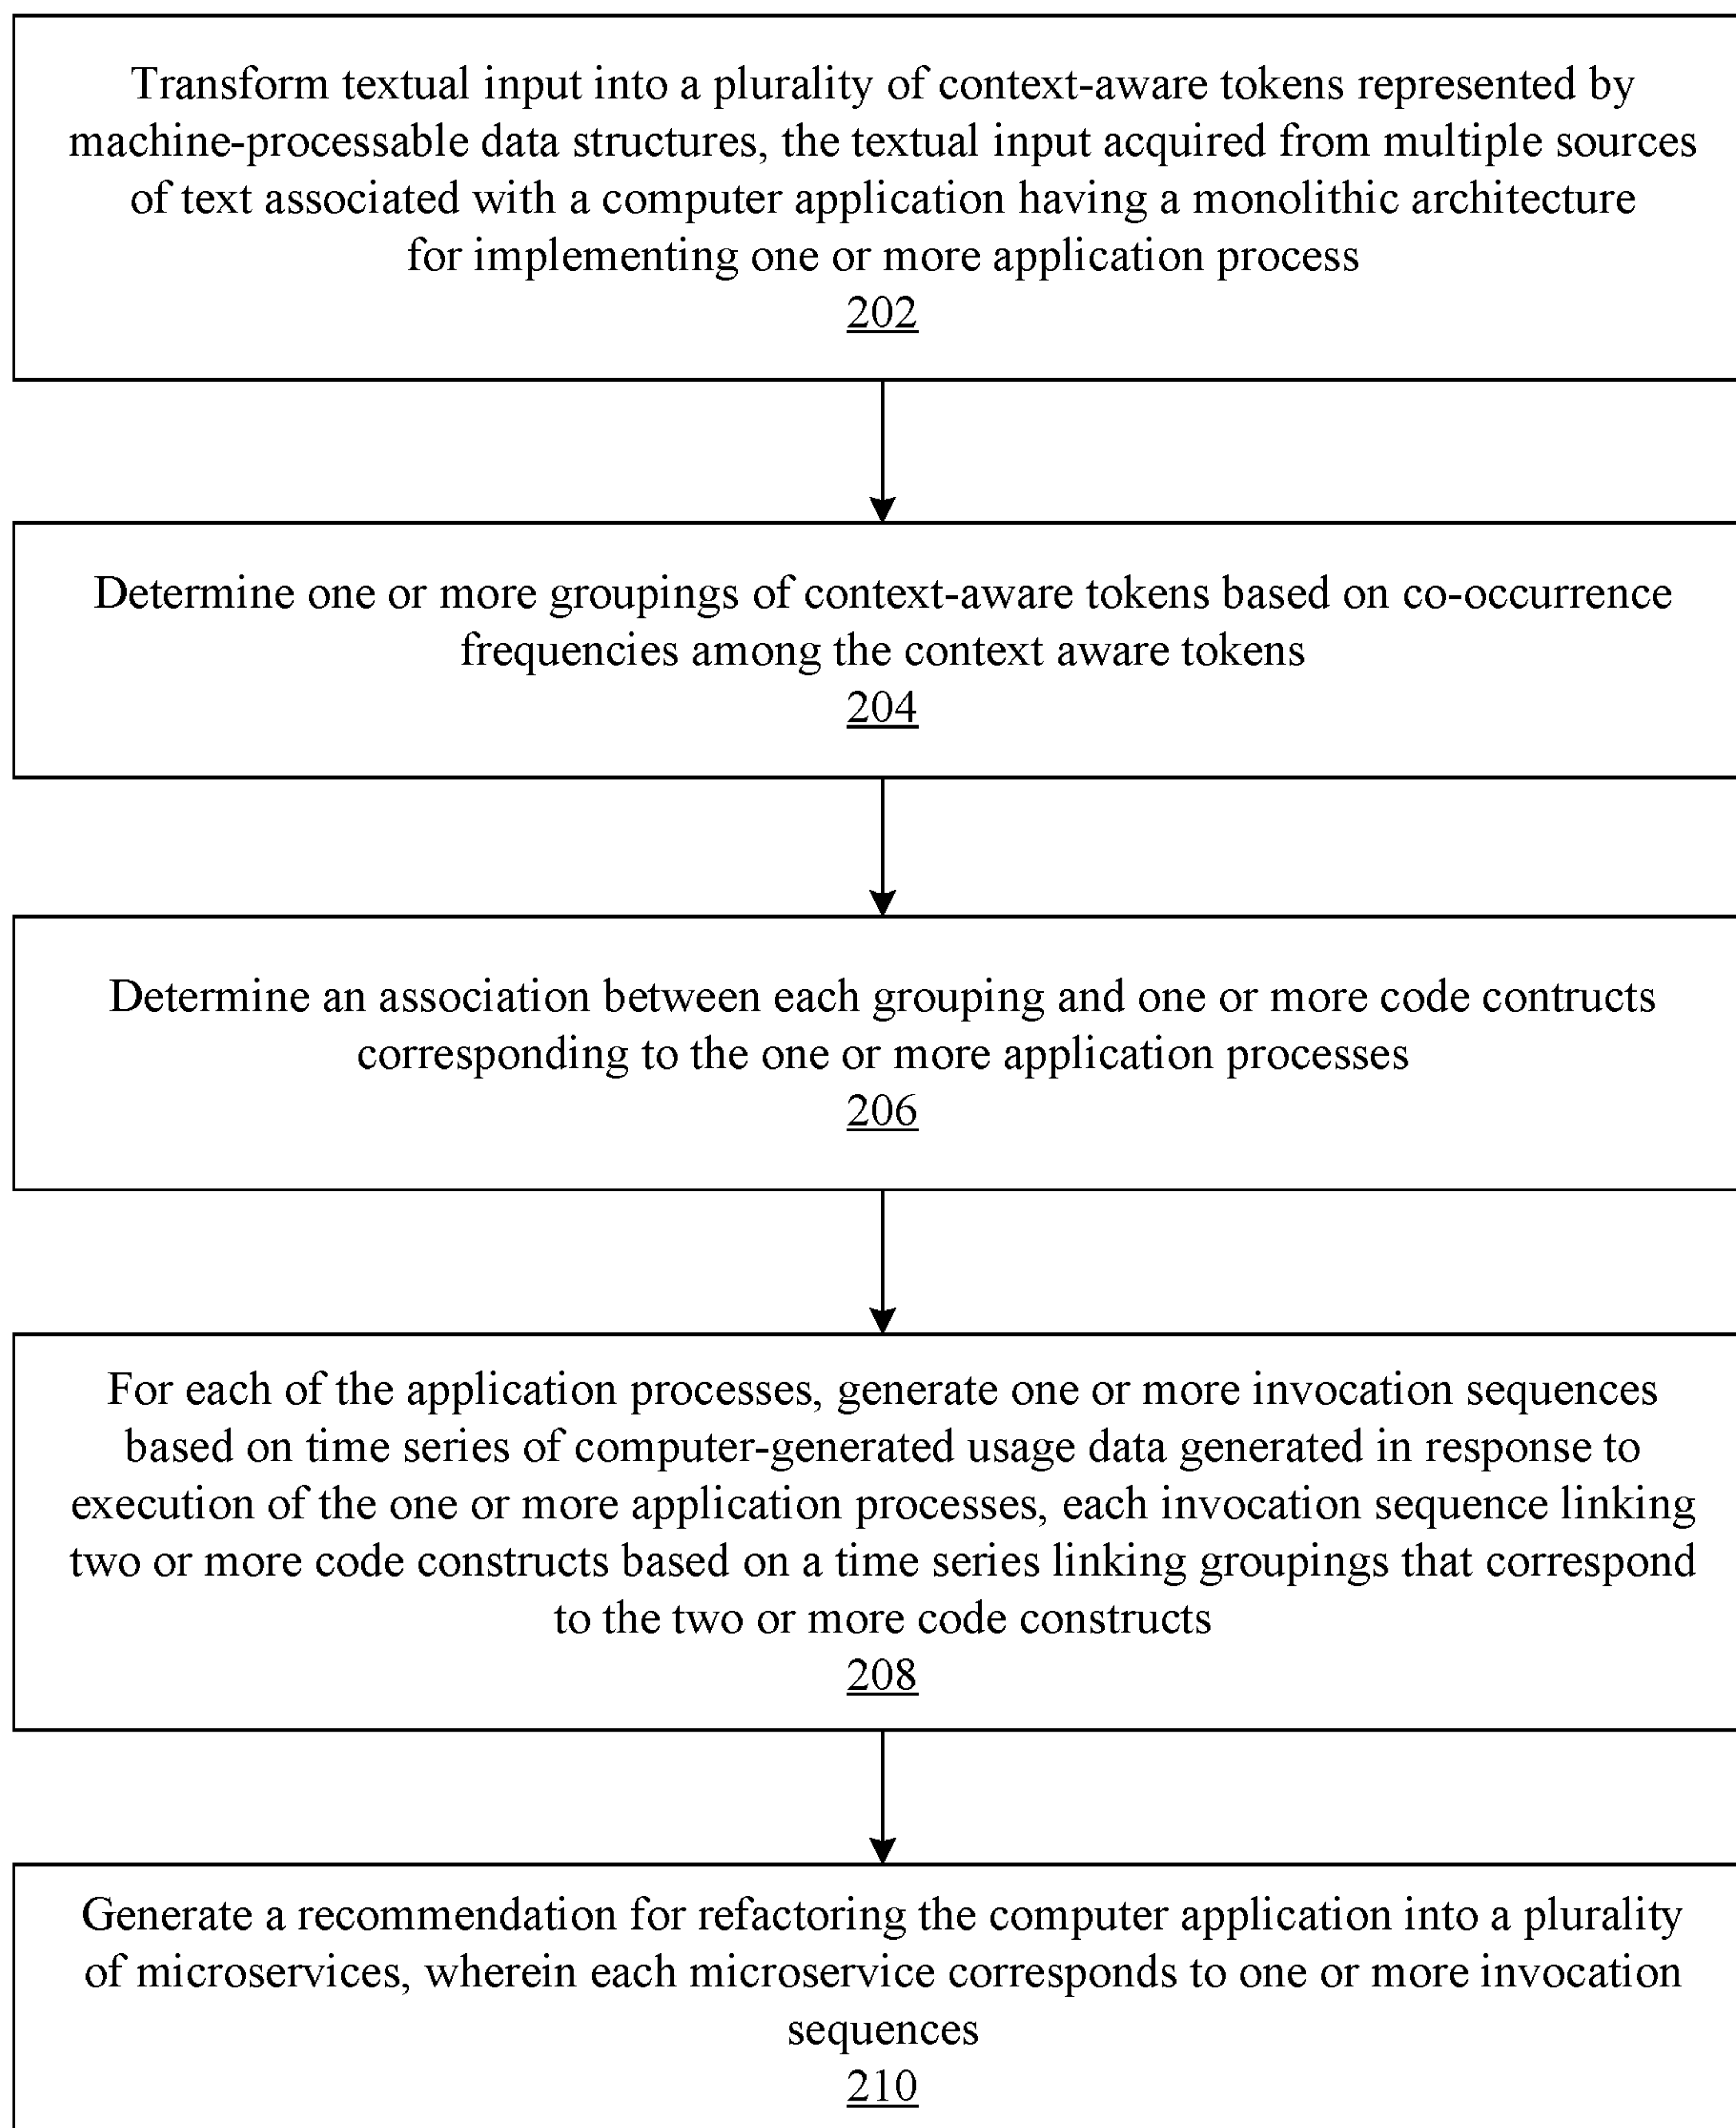 Transform textual input into a plurality of context-aware tokens represented by
machine-processable data structures, the textual input acquired from multiple sources
of text associated with a computer application having a monolithic architecture
for implementing one or more application process
202
Determine one or more groupings of context-aware tokens based on co-occurrence
frequencies among the context aware tokens
204
Determine an association between each grouping and one or more code contructs
corresponding to the one or more application processes
206
For each of the application processes, generate one or more invocation sequences
based on time series of computer-generated usage data generated in response to
execution of the one or more application processes, each invocation sequence linking
two or more code constructs based on a time series linking groupings that correspond
to the two or more code constructs
208
Generate a recommendation for refactoring the computer application into a plurality
of microservices, wherein each microservice corresponds to one or more invocation
sequences
210